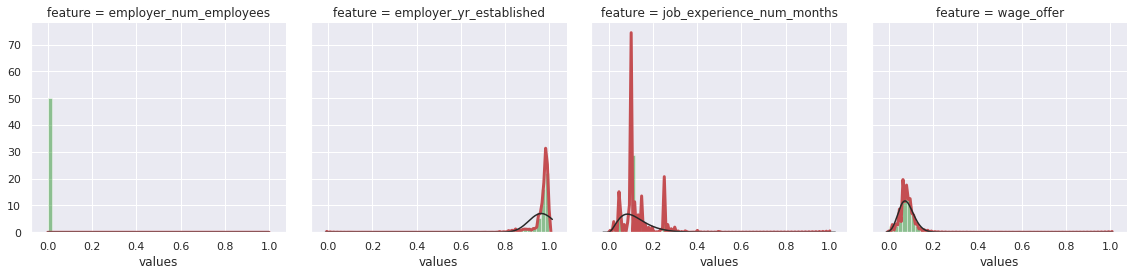 feature = employer_num_employees
feature = employer_yr_established
feature = job_experience_num_months
feature = wage_offer
70
60
50
40
30
20
10
0
0.0 0.2 0.4 0.6 0.8 1.0
0.0 0.2 0.4 0.6 0.8 1.0
0.0 0.2 0.4 0.6 0.8 1.0
0.0 0.2 0.4 0.6 0.8 1.0
values
values
values
values